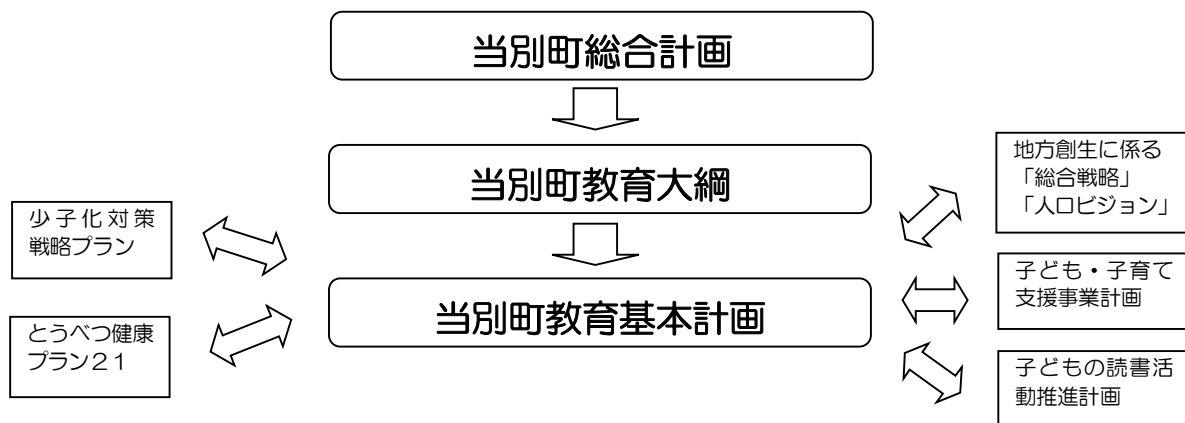 当別町総合計画
当別町教育大綱
当別町教育基本計画
少子化対策
戦略プラン
とうべつ健康
プラン２１
地方創生に係る
「総合戦略」
「人口ビジョン」
子ども・子育て
支援事業計画
子どもの読書活
動推進計画